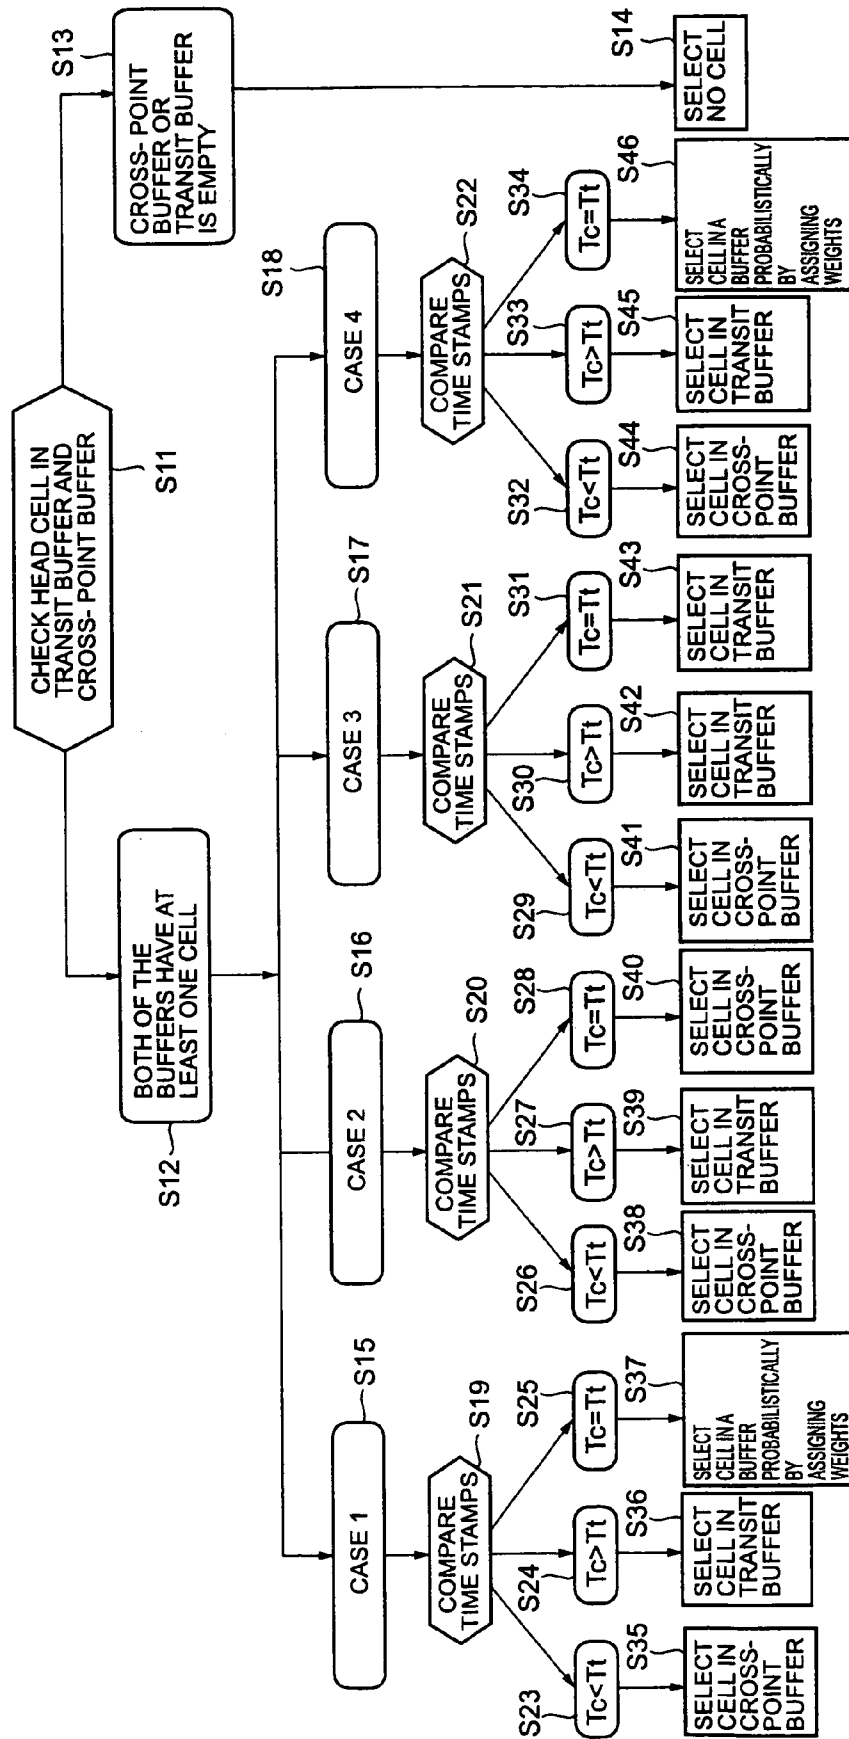 CHECK HEAD CELL IN
TRANSIT BUFFER AND
CROSS- POINT BUFFER
S11
BOTH OF THE
BUFFERS HAVE AT
LEAST ONE CELL
S12
CROSS- POINT
BUFFER OR
TRANSIT BUFFER
IS EMPTY
S13
SELECT
NO CELL
S14
CASE 1
S15
CASE 2
S16
CASE 3
S17
CASE 4
S18
COMPARE
TIME STAMPS
S19
COMPARE
TIME STAMPS
S20
COMPARE
TIME STAMPS
S21
COMPARE
TIME STAMPS
S22
S23
Tc<Tt
S24
Tc>Tt
S25
Tc=Tt
S26
Tc<Tt
S27
Tc>Tt
S28
Tc=Tt
S29
Tc<Tt
S30
Tc>Tt
S31
Tc=Tt
S32
Tc<Tt
S33
Tc>Tt
S34
Tc=Tt
S35
SELECT
CELL IN
CROSS-
POINT
BUFFER
S36
SELECT
CELL IN
TRANSIT
BUFFER
S37
SELECT
CELL IN A
BUFFER
PROBABILISTICALLY
BY
ASSIGNING
WEIGHTS
S38
SELECT
CELL IN
CROSS-
POINT
BUFFER
S39
SELECT
CELL IN
TRANSIT
BUFFER
S40
SELECT
CELL IN
CROSS-
POINT
BUFFER
S41
SELECT
CELL IN
CROSS-
POINT
BUFFER
S42
SELECT
CELL IN
TRANSIT
BUFFER
S43
SELECT
CELL IN
TRANSIT
BUFFER
S44
SELECT
CELL IN
CROSS-
POINT
BUFFER
S45
SELECT
CELL IN
TRANSIT
BUFFER
S46
SELECT
CELL IN A
BUFFER
PROBABILISTICALLY
BY
ASSIGNING
WEIGHTS